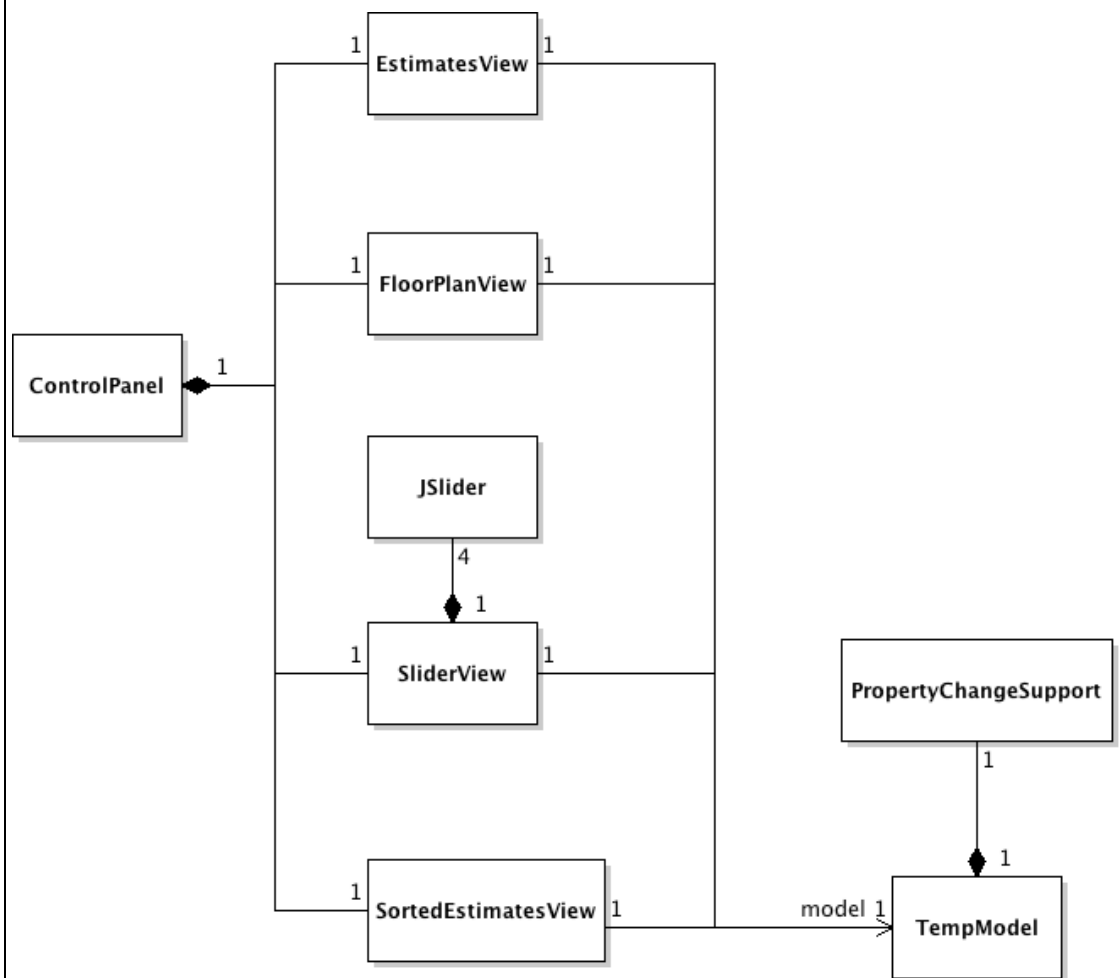 1 EstimatesView 1
1 FloorPlanView 1
ControlPanel 1
JSlider
4
1
1 SliderView 1
PropertyChangeSupport
1
1
1 SortedEstimatesView 1
model 1 TempModel